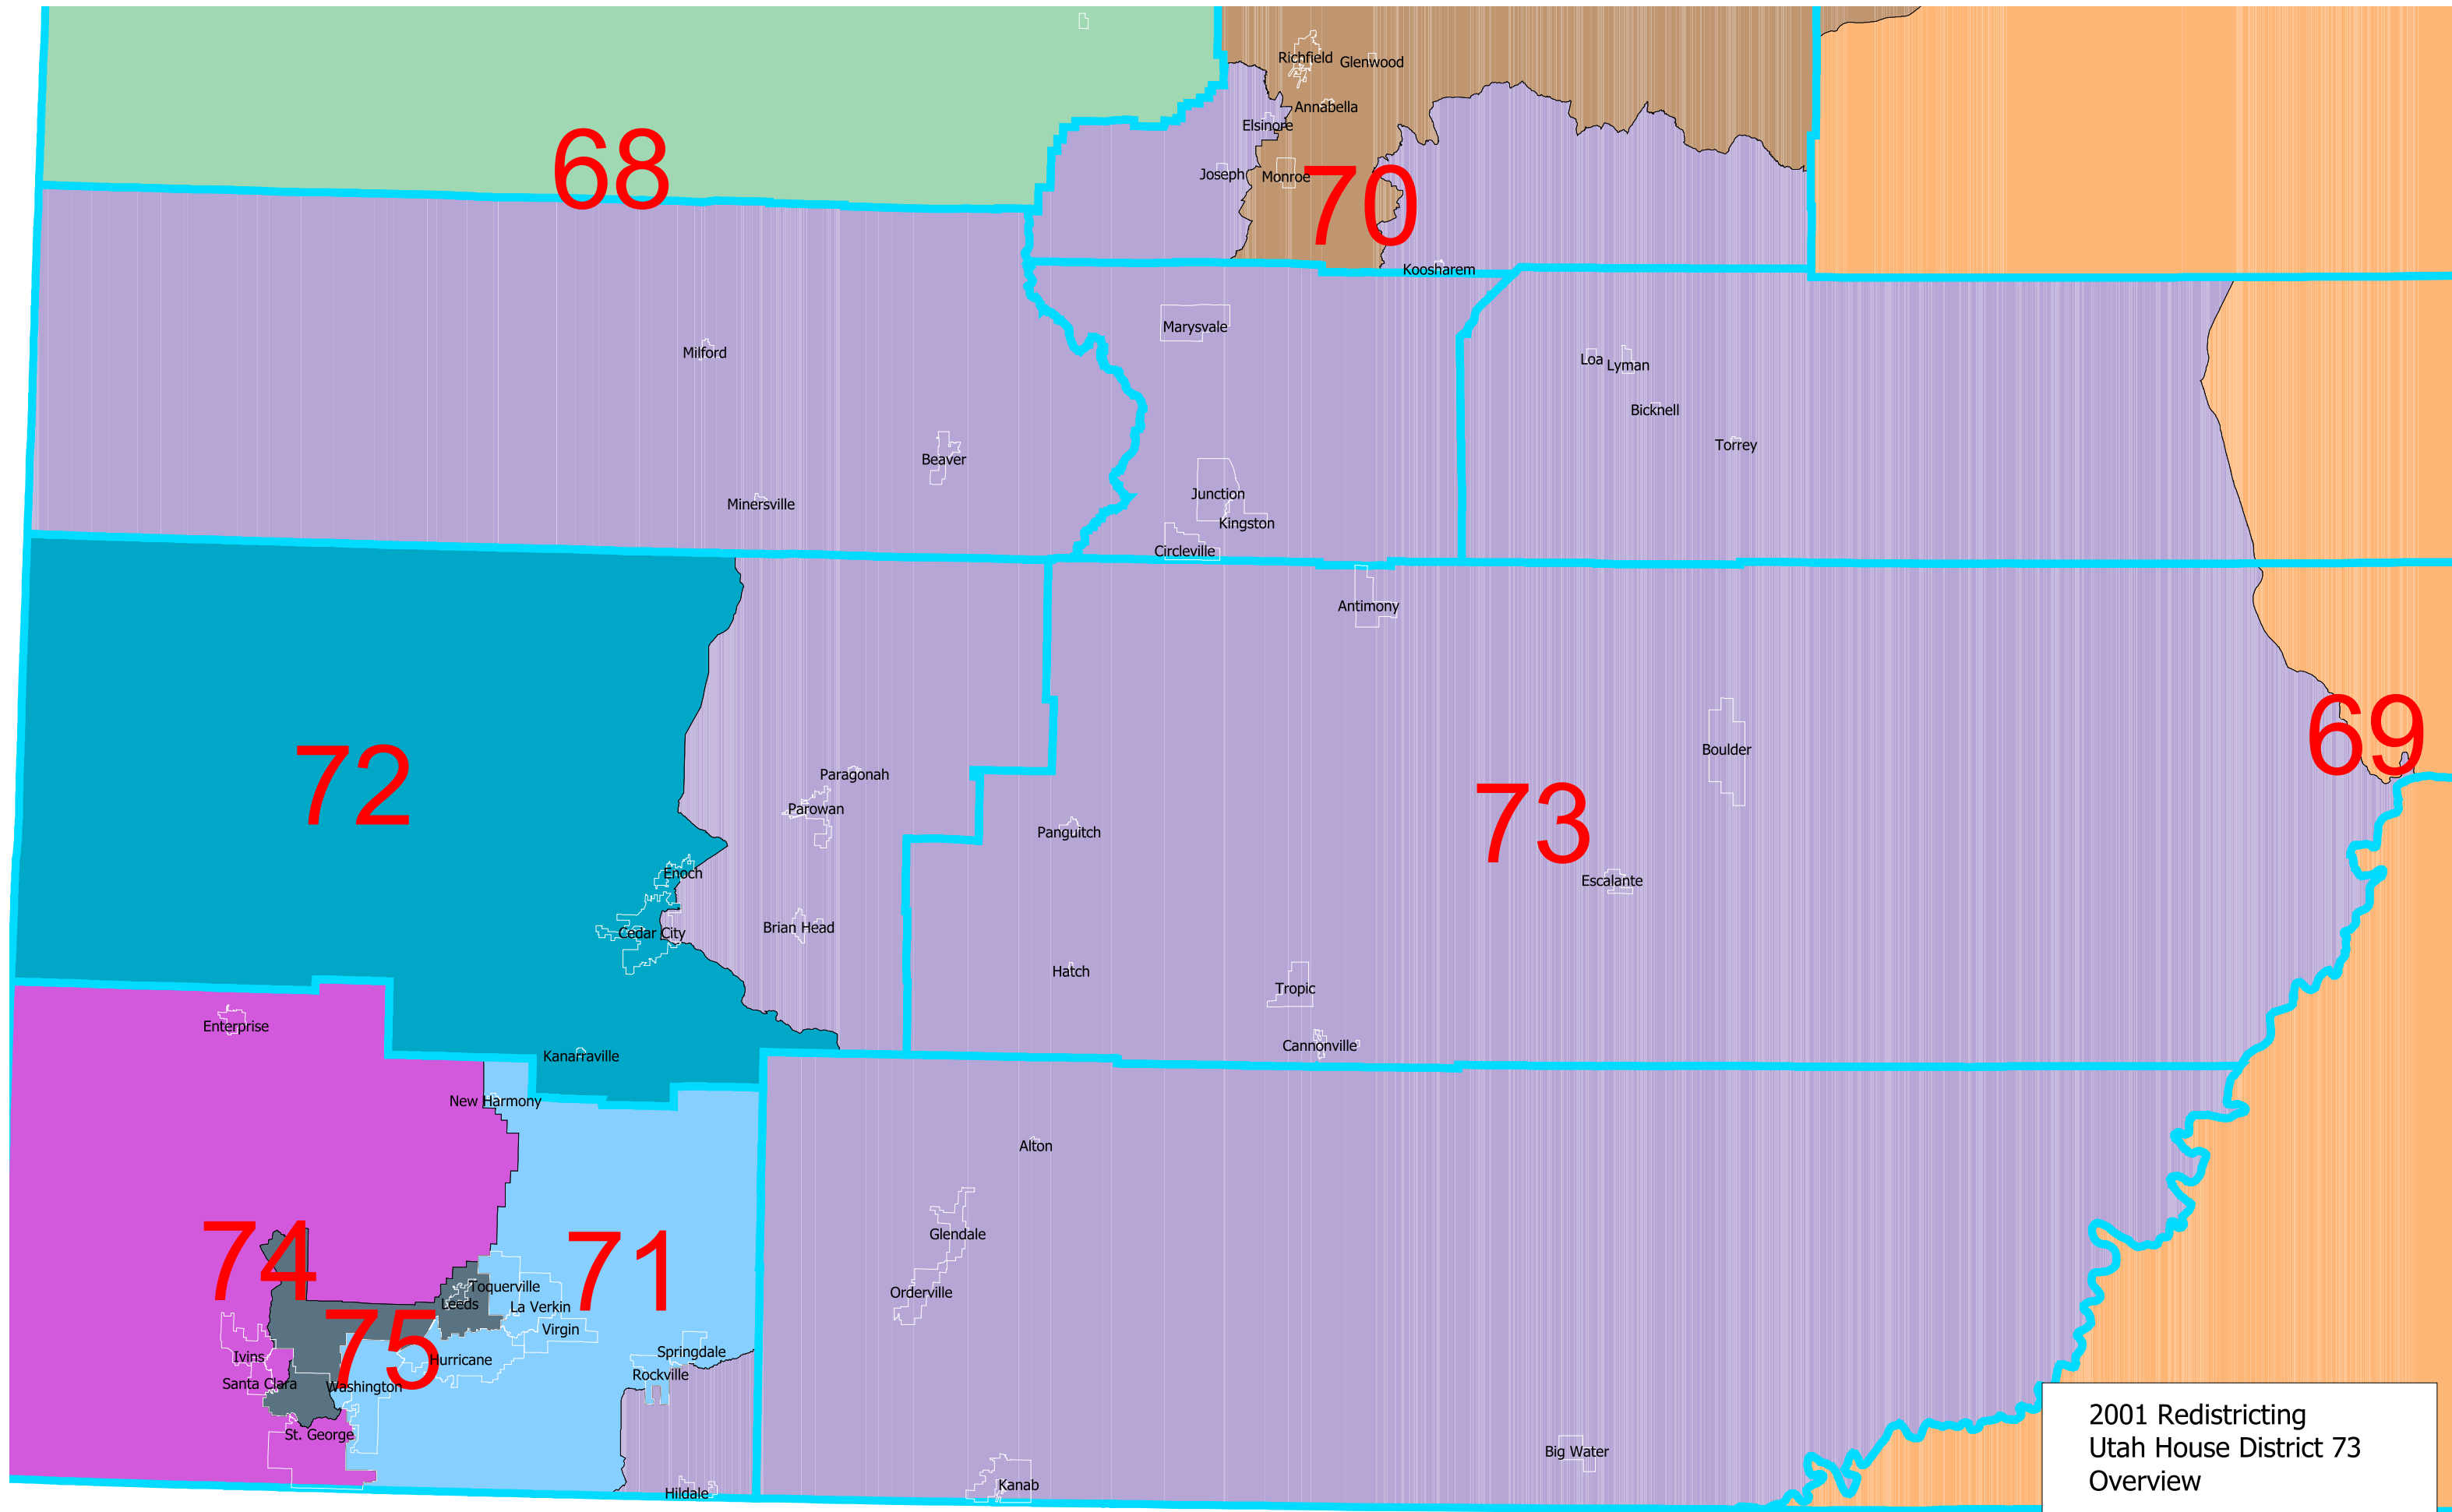 Richfield
Glenwood
Annabella
Elsinore
68
Joseph
Monroe
70
Koosharem
Marysvale
Milford
Loa
Lyman
Bicknell
Torrey
Beaver
Minersville
Junction
Kingston
Circleville
Antimony
69
Boulder
72
Paragonah
Parowan
73
Panguitch
Enoch
Escalante
Brian Head
Cedar City
Hatch
Tropic
Enterprise
Cannonville
Kanarraville
New Harmony
Alton
Glendale
74
71
Toquerville
Orderville
Leeds
La Verkin
Virgin
75
Springdale
Ivins
Hurricane
Rockville
Santa Clara
Washington
St. George
Big Water
Kanab
Hildale
2001 Redistricting
Utah House District 73
Overview